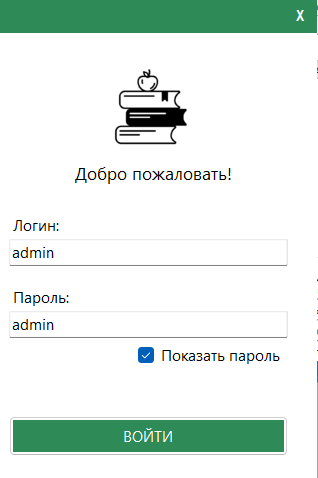 X
Добро пожаловать!
Логин:
admin
Пароль:
admin
Показать пароль
ВОЙТИ